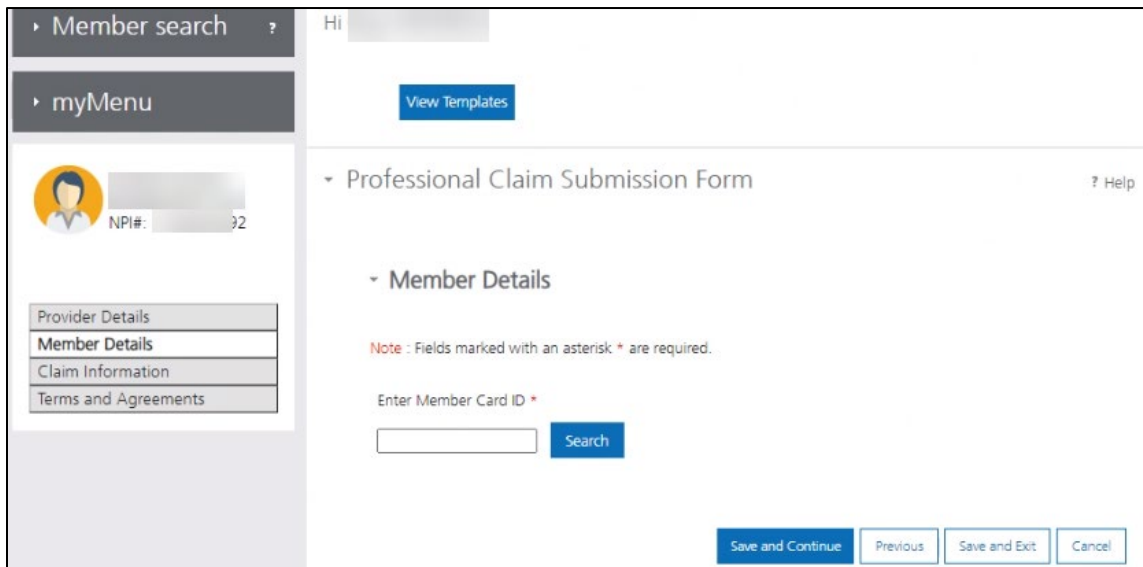 Member search ?
myMenu
NPI#: 92
Provider Details
Member Details
Claim Information
Terms and Agreements
Hi
View Templates
Professional Claim Submission Form
? Help
Member Details
Note : Fields marked with an asterisk * are required.
Enter Member Card ID *
Search
Save and Continue
Previous
Save and Exit
Cancel